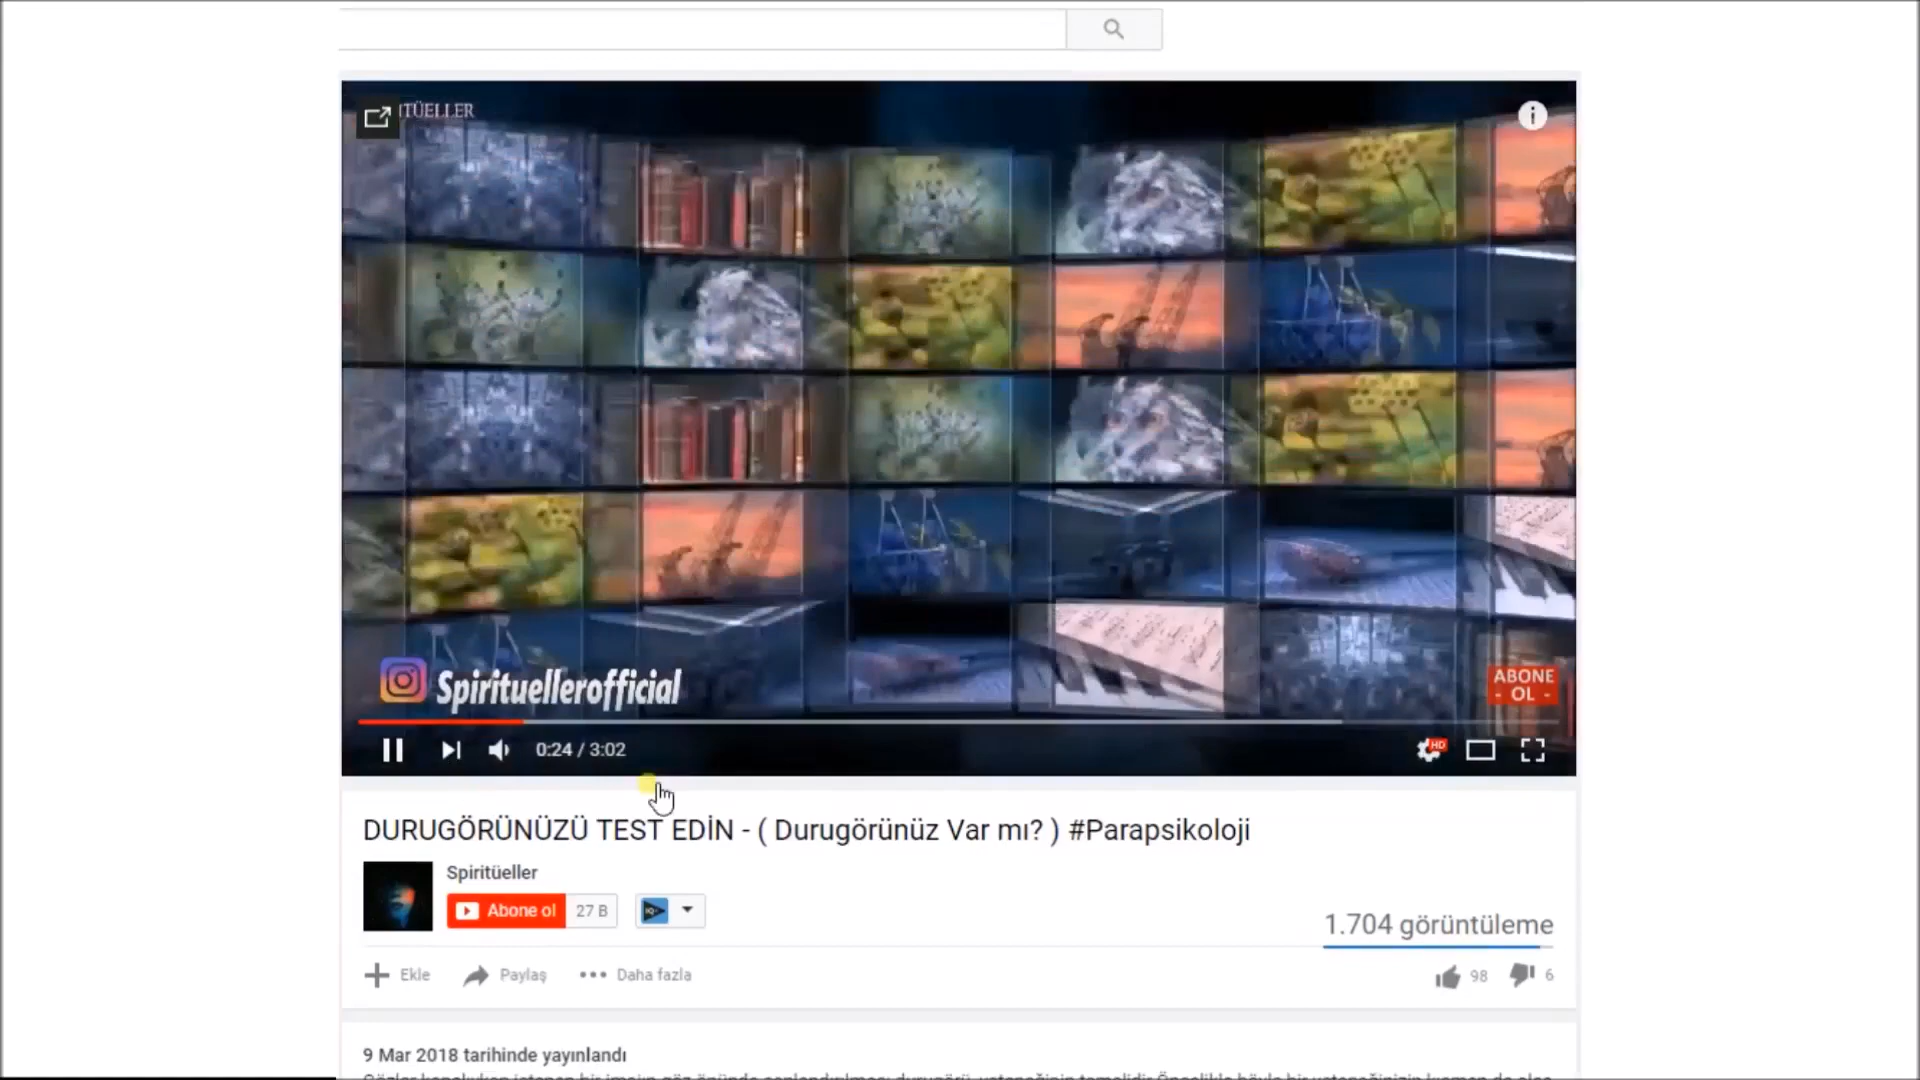 TÜELLER
Spirituellerofficial
ABONE
- OL -
0:24 / 3:02
HD
DURUGÖRÜNÜZÜ TEST EDİN - ( Durugörünüz Var mı? ) #Parapsikoloji
Spiritüeller
Abone ol 27 B
1.704 görüntüleme
Ekle Paylaş Daha fazla
98 6
9 Mar 2018 tarihinde yayınlandı